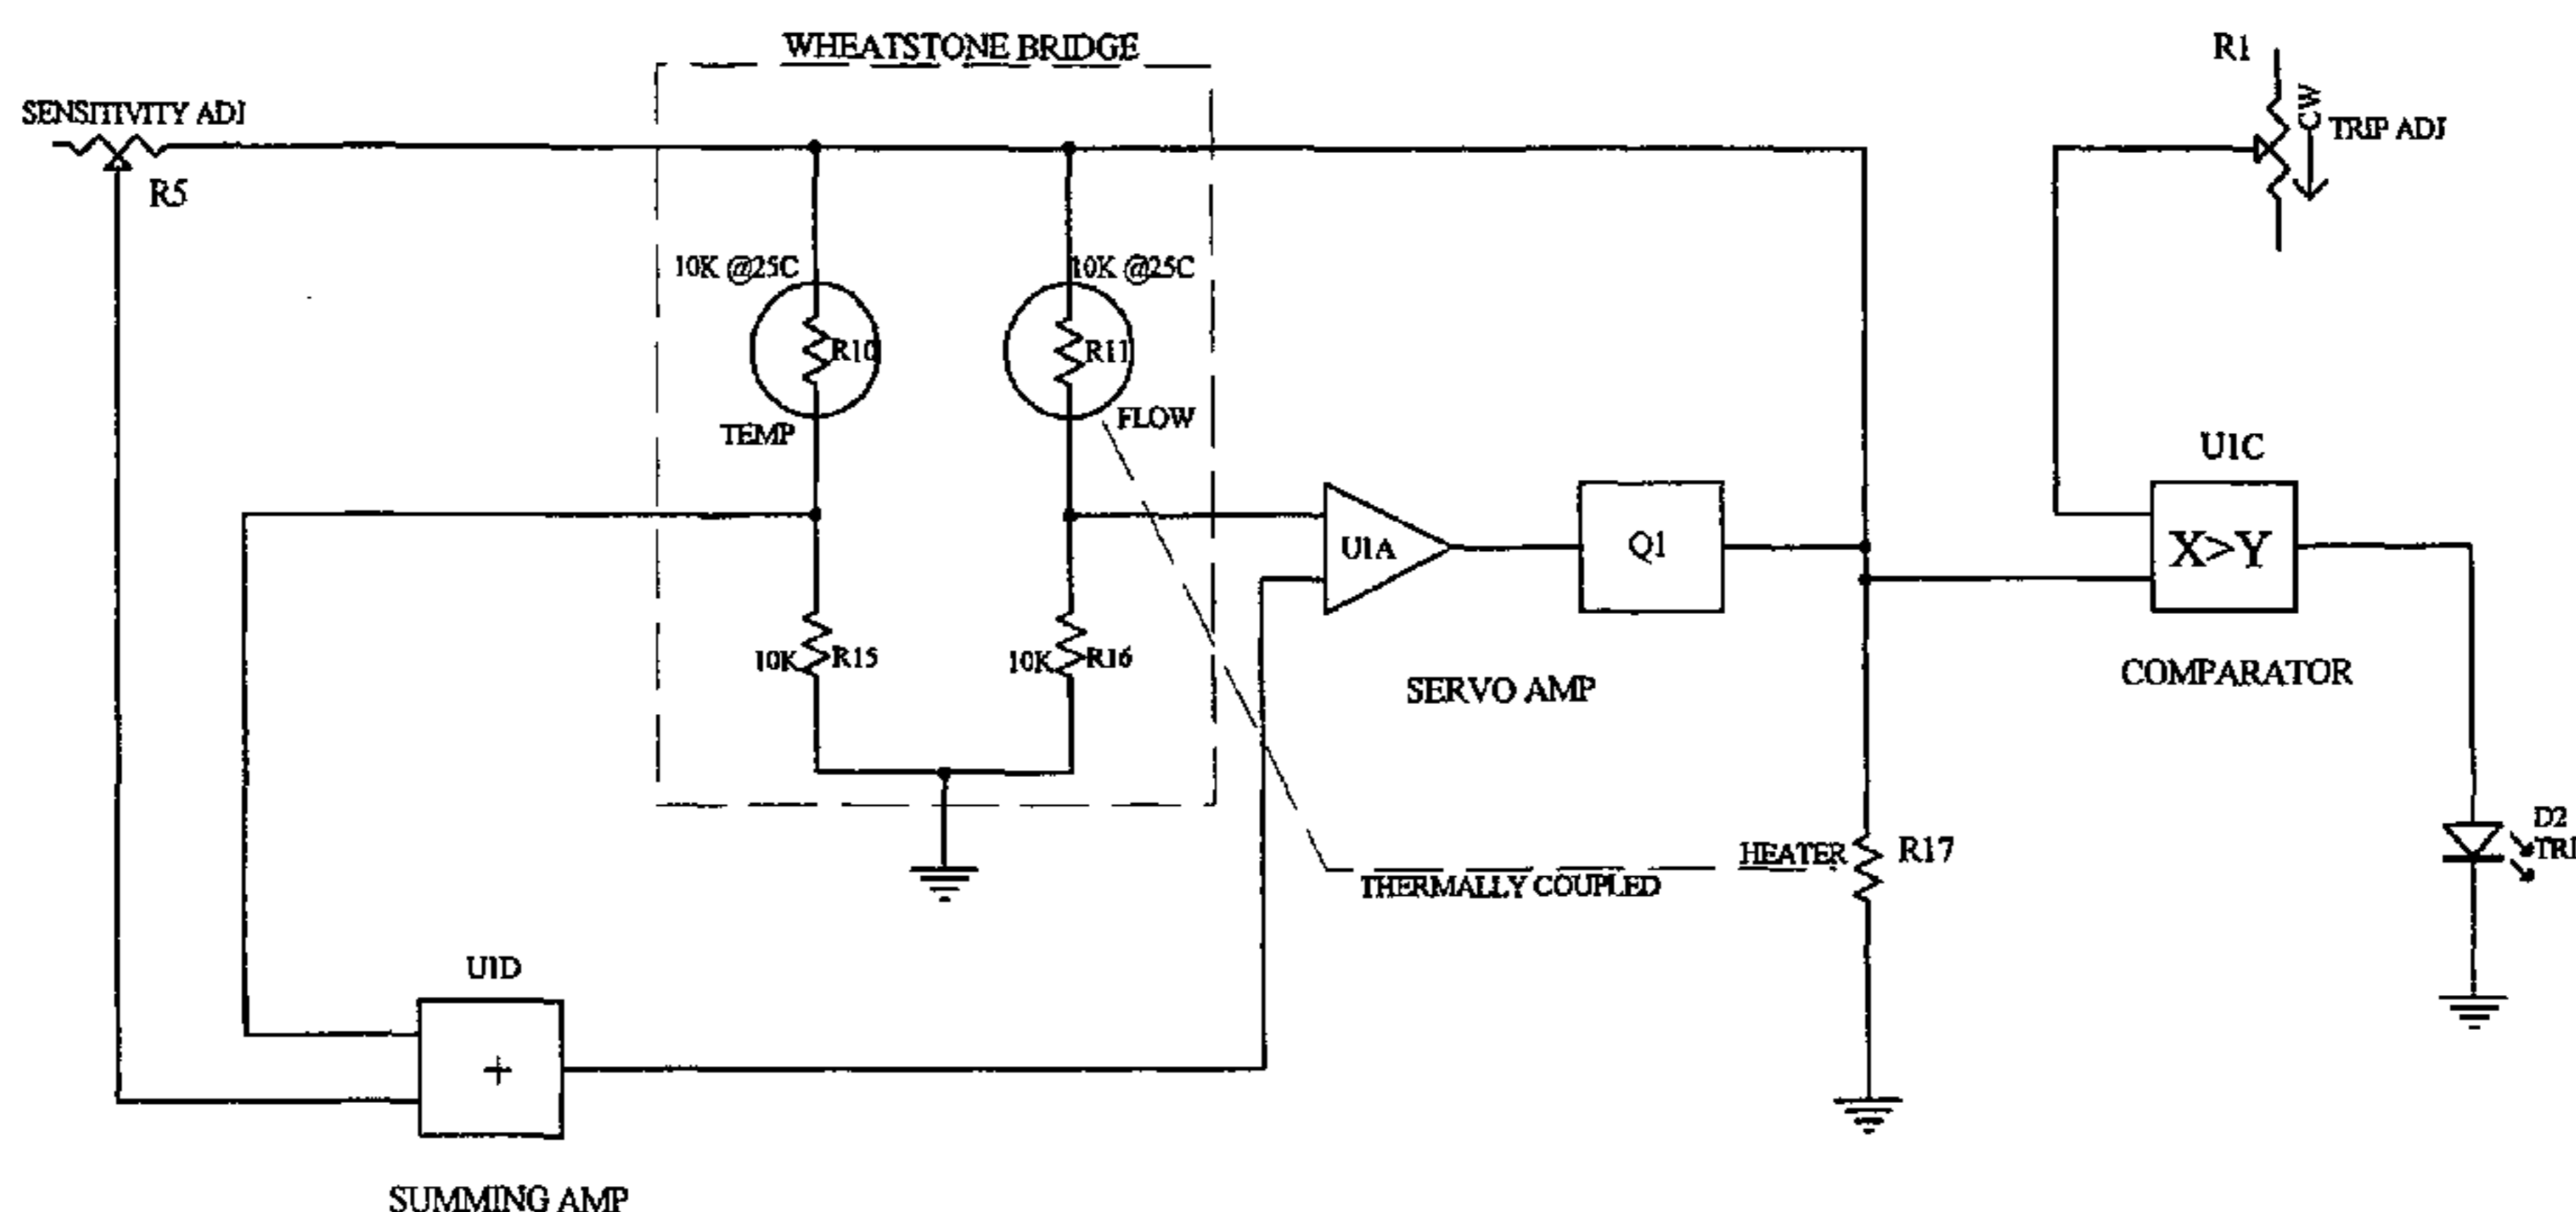 WHEATSTONE BRIDGE
R1
CW
TRIP ADJ
SENSITIVITY ADJ
R5
10K @25C
10K @25C
R10
R11
TEMP
FLOW
U1A
Q1
U1C
X>Y
10K
R15
10K
R16
SERVO AMP
COMPARATOR
HEATER
R17
THERMALLY COUPLED
D2
TRI
U1D
+
SUMMING AMP